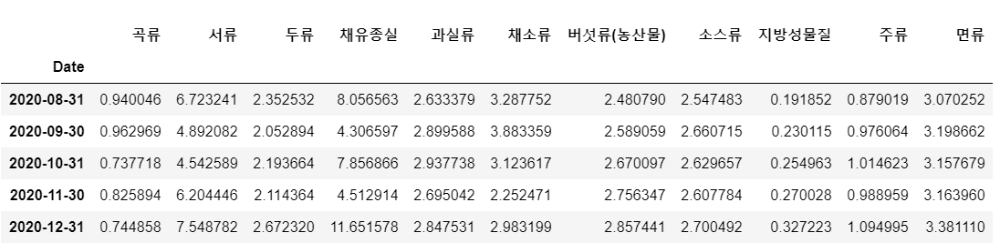 곡류 서류 두류 채유종실 과실류 채소류 버섯류(농산물) 소스류 지방성물질 주류 면류
Date
2020-08-31 0.940046 6.723241 2.352532 8.056563 2.633379 3.287752 2.480790 2.547483 0.191852 0.879019 3.070252
2020-09-30 0.962969 4.892082 2.052894 4.306597 2.899588 3.883359 2.589059 2.660715 0.230115 0.976064 3.198662
2020-10-31 0.737718 4.542589 2.193664 7.856866 2.937738 3.123617 2.670097 2.629657 0.254963 1.014623 3.157679
2020-11-30 0.825894 6.204446 2.114364 4.512914 2.695042 2.252471 2.756347 2.607784 0.270028 0.988959 3.163960
2020-12-31 0.744858 7.548782 2.672320 11.651578 2.847531 2.983199 2.857441 2.700492 0.327223 1.094995 3.381110